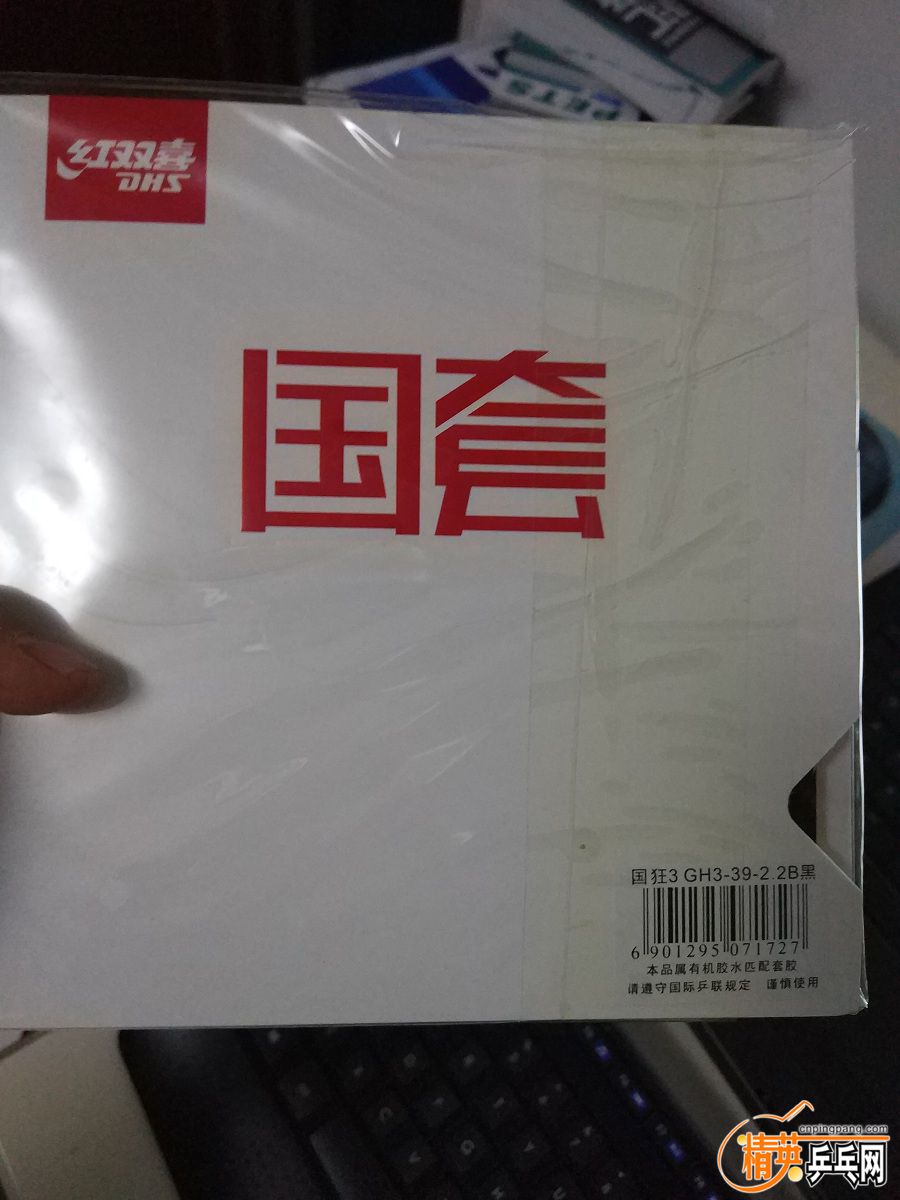 红双喜
DHS
国套
国狂3 GH3-39-2.2B黑
6 901295 071727
本品属有机胶水匹配套胶
请遵守国际乒联规定 谨慎使用
PETS
cnpingpang.com
精英乒乓网